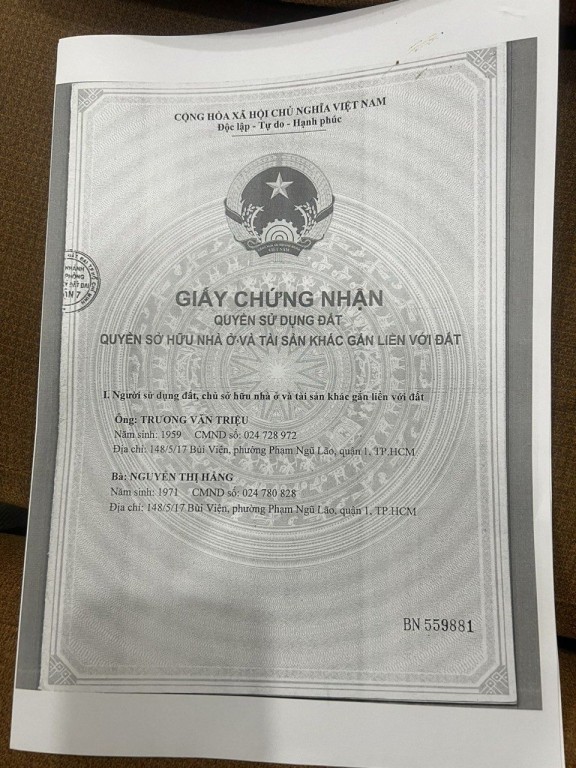 CỘNG HÒA XÃ HỘI CHỦ NGHĨA VIỆT NAM
Độc lập - Tự do - Hạnh phúc
VIỆT NAM
GIẤY CHỨNG NHẬN
QUYỀN SỬ DỤNG ĐẤT
QUYỀN SỞ HỮU NHÀ Ở VÀ TÀI SẢN KHÁC GẮN LIỀN VỚI ĐẤT
I. Người sử dụng đất, chủ sở hữu nhà ở và tài sản khác gắn liền với đất
Ông: TRƯƠNG VĂN TRIỆU
Năm sinh: 1959 CMND số: 024 728 972
Địa chỉ: 148/5/17 Bùi Viện, phường Phạm Ngũ Lão, quận 1, TP.HCM
Bà: NGUYỄN THỊ HẰNG
Năm sinh: 1971 CMND số: 024 780 828
Địa chỉ: 148/5/17 Bùi Viện, phường Phạm Ngũ Lão, quận 1, TP.HCM
BN 559881